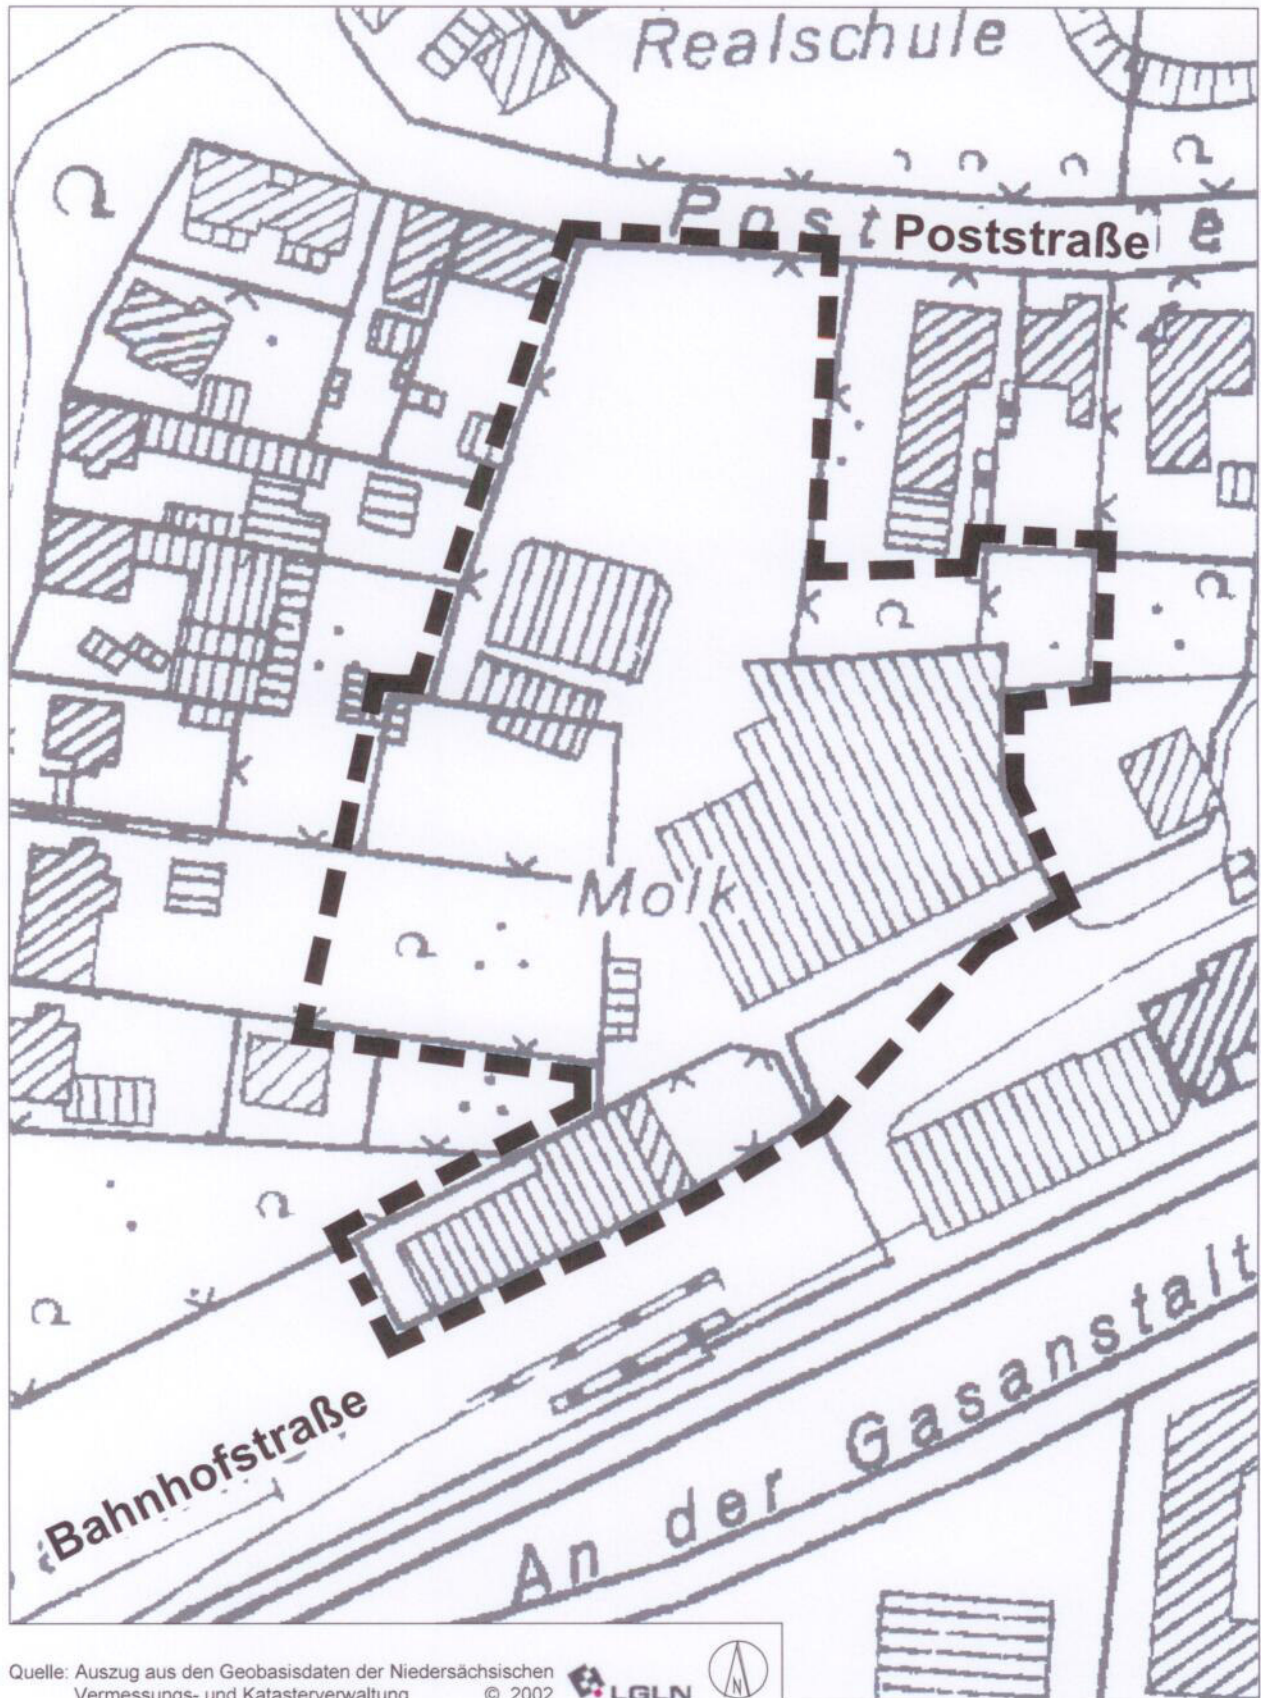 Realschule
Post Poststraße e
Molk.
Bahnhofstraße
An der Gasanstalt
Quelle: Auszug aus den Geobasisdaten der Niedersächsischen
Vermessungs- und Katasterverwaltung © 2002
LGLN
N